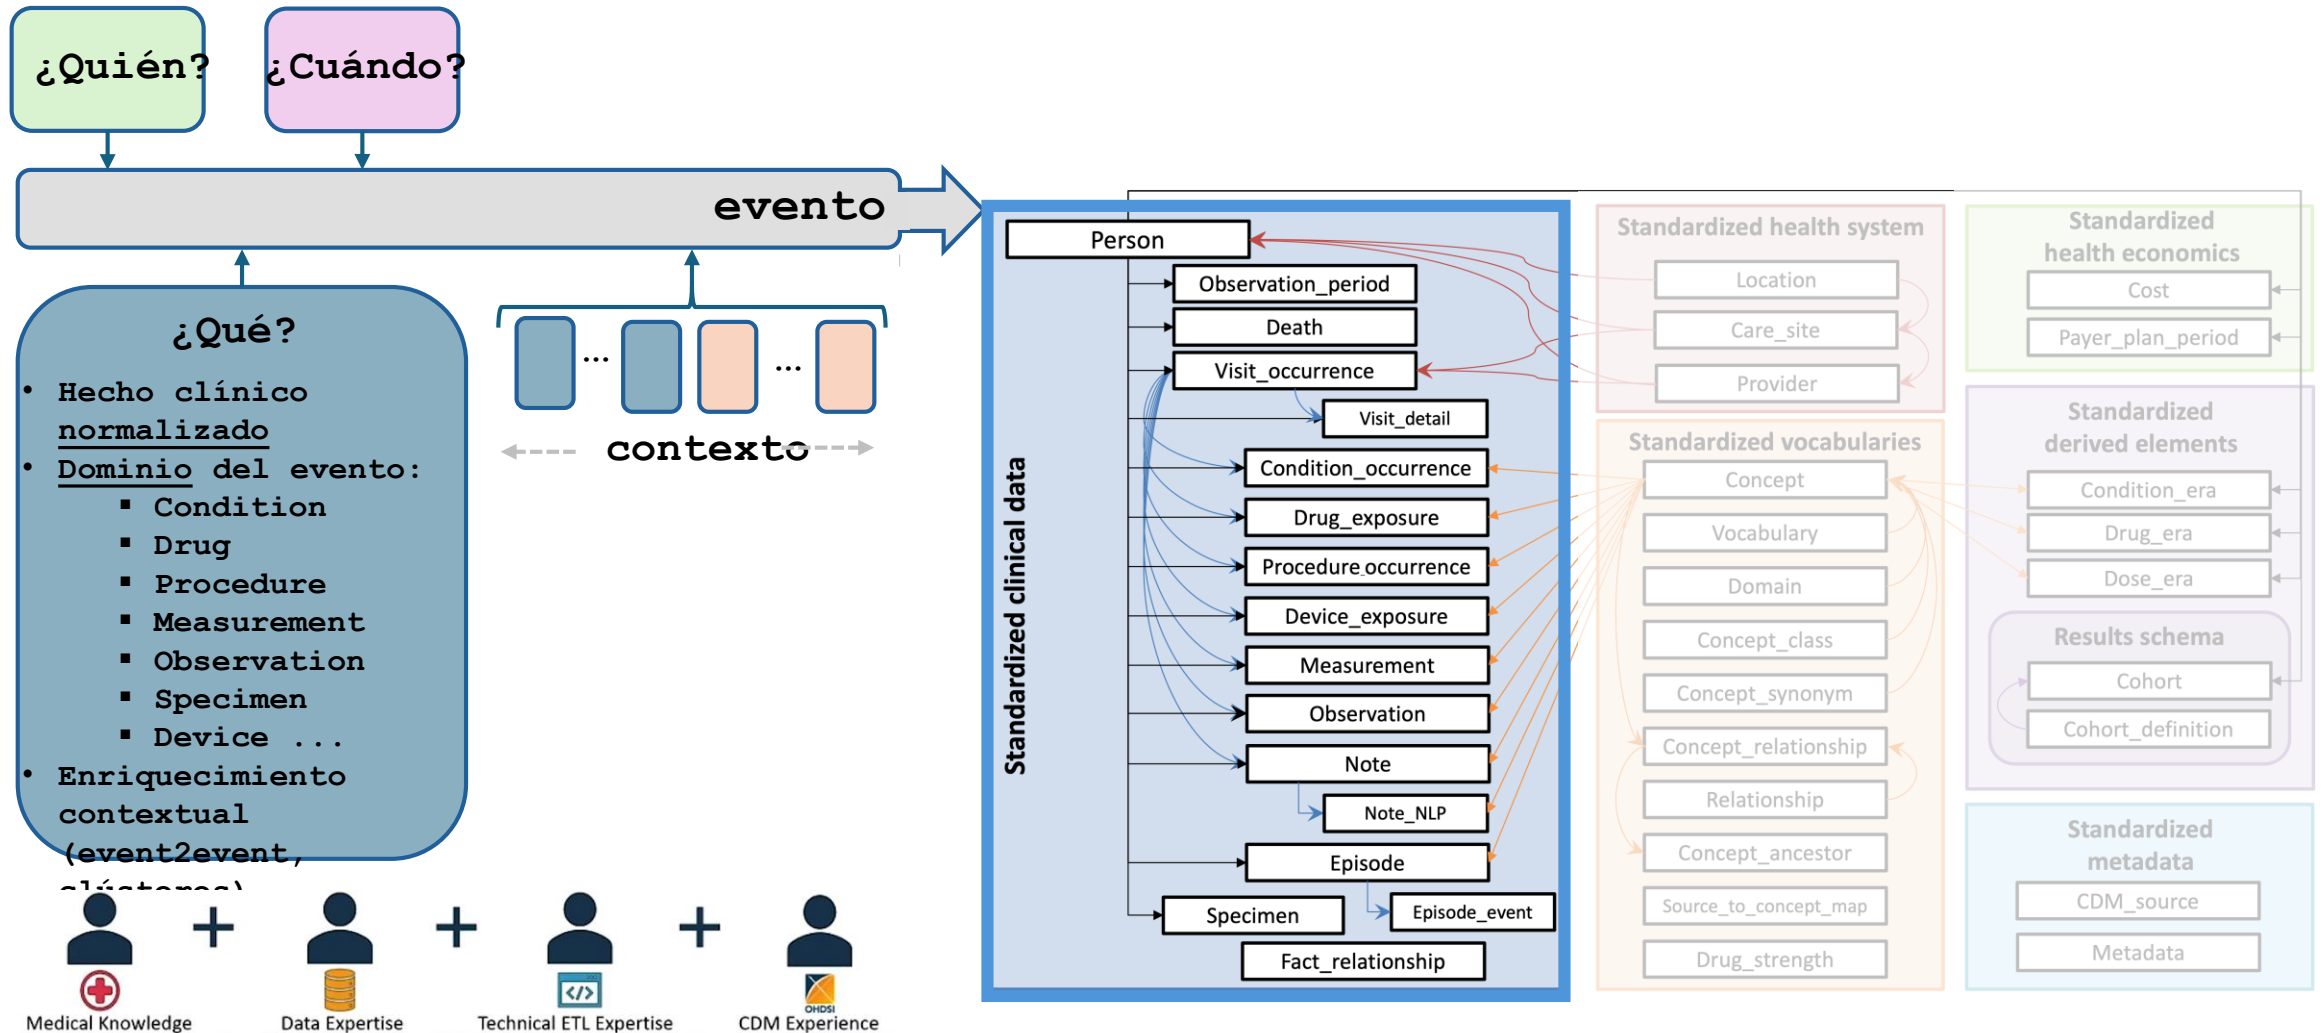 ¿Quién?
¿Cuándo?
evento
¿Qué?
• Hecho clínico
normalizado
• Dominio del evento:
▪ Condition
▪ Drug
▪ Procedure
▪ Measurement
▪ Observation
▪ Specimen
▪ Device ...
• Enriquecimiento
contextual
(event2event,
clústeres)
... ...
contexto
+ + +
Medical Knowledge
Data Expertise
</>
Technical ETL Expertise
OHDSI
CDM Experience
Standardized clinical data
Person
Observation_period
Death
Visit_occurrence
Visit_detail
Condition_occurrence
Drug_exposure
Procedure_occurrence
Device_exposure
Measurement
Observation
Note
Note_NLP
Episode
Specimen
Episode_event
Fact_relationship
Standardized health system
Location
Care_site
Provider
Standardized vocabularies
Concept
Vocabulary
Domain
Concept_class
Concept_synonym
Concept_relationship
Relationship
Concept_ancestor
Source_to_concept_map
Drug_strength
Standardized
health economics
Cost
Payer_plan_period
Standardized
derived elements
Condition_era
Drug_era
Dose_era
Results schema
Cohort
Cohort_definition
Standardized
metadata
CDM_source
Metadata